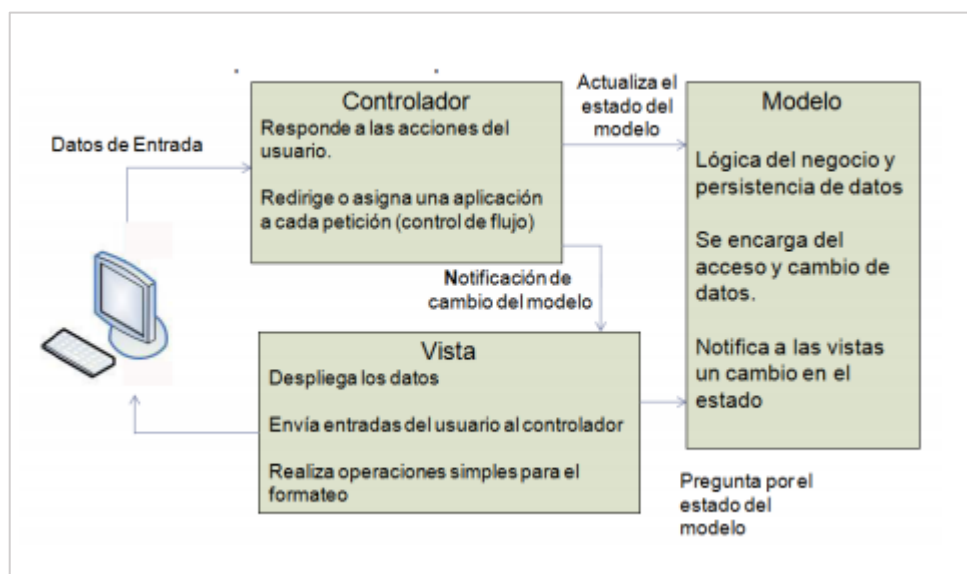 Datos de Entrada
Controlador
Responde a las acciones del
usuario.
Redirige o asigna una aplicación
a cada petición (control de flujo)
Actualiza el
estado del
modelo
Modelo
Lógica del negocio y
persistencia de datos
Se encarga del
acceso y cambio de
datos.
Notifica a las vistas
un cambio en el
estado
Notificación de
cambio del modelo
Vista
Despliega los datos
Envía entradas del usuario al controlador
Realiza operaciones simples para el
formateo
Pregunta por el
estado del
modelo